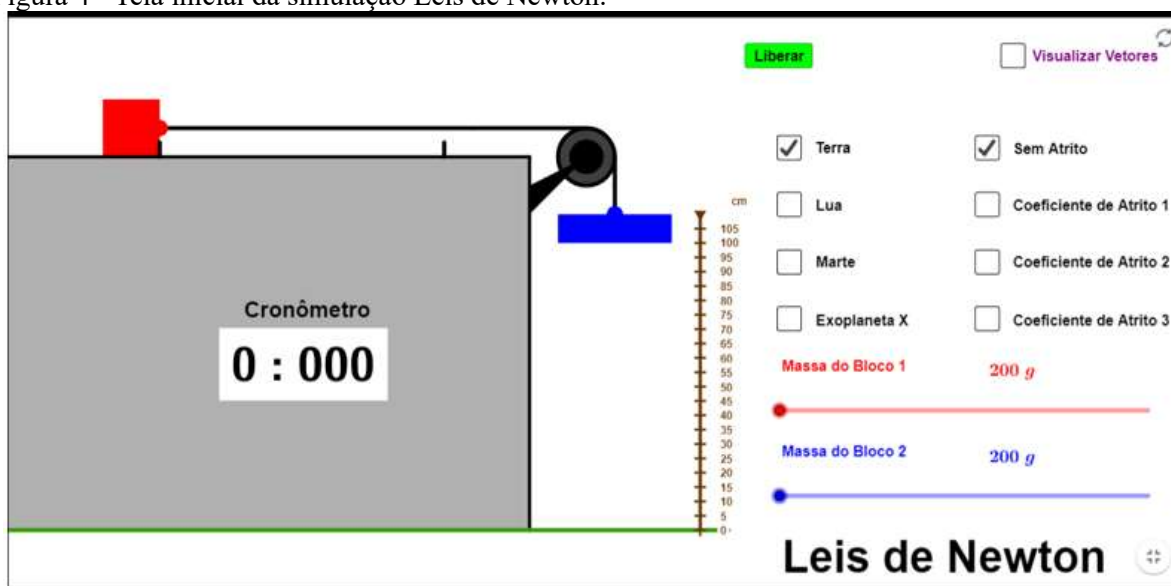 Liberar
Visualizar Vetores
Terra
Sem Atrito
Lua
Coeficiente de Atrito 1
Marte
Coeficiente de Atrito 2
Exoplaneta X
Coeficiente de Atrito 3
Massa do Bloco 1
200 g
Massa do Bloco 2
200 g
Leis de Newton
Cronômetro
0 : 000
cm
105
100
95
90
85
80
75
70
65
60
55
50
45
40
35
30
25
20
15
10
5
0